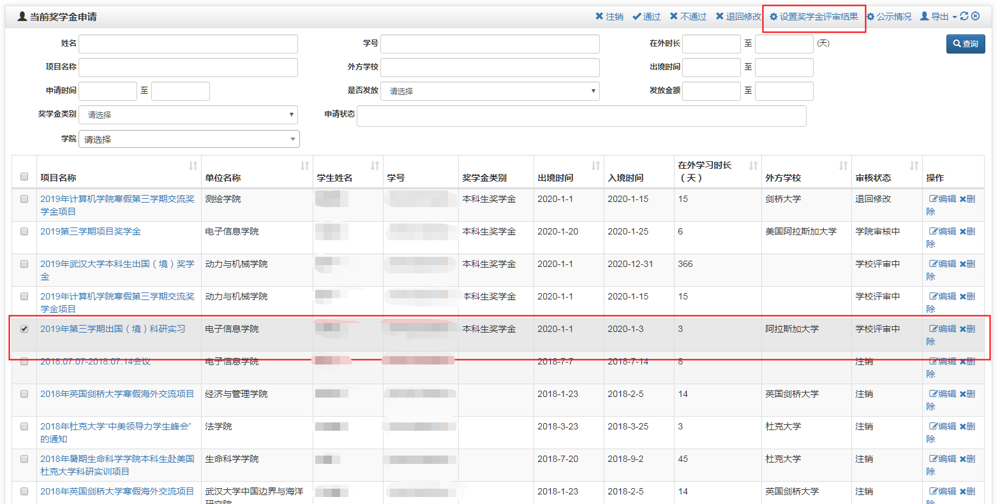 当前奖学金申请 注销 通过 不通过 退回修改 设置奖学金评审结果 公示情况 导出
姓名 学号 在外时长 至 (天) 查询
项目名称 外方学校 出境时间 至
申请时间 至 是否发放 请选择 发放金额 至
奖学金类别 请选择 申请状态
学院 请选择
项目名称 单位名称 学生姓名 学号 奖学金类别 出境时间 入境时间 在外学习时长
（天） 外方学校 审核状态 操作
2019年计算机学院寒假第三学期交流奖 测绘学院 本科生奖学金 2020-1-1 2020-1-15 15 剑桥大学 退回修改 编辑 删
学金项目 除
2019第三学期项目奖学金 电子信息学院 本科生奖学金 2020-1-20 2020-1-25 6 美国阿拉斯加大学 学院审核中 编辑 删
除
2019年武汉大学本科生出国（境）奖学 动力与机械学院 本科生奖学金 2020-1-1 2020-12-31 366 学校评审中 编辑 删
金 除
2019年计算机学院寒假第三学期交流奖 动力与机械学院 本科生奖学金 2020-1-1 2020-1-15 15 学校评审中 编辑 删
学金项目 除
2019年第三学期出国（境）科研实习 电子信息学院 本科生奖学金 2020-1-1 2020-1-3 3 阿拉斯加大学 学校评审中 编辑 删
除
2018.07.07-2018.07.14会议 电子信息学院 2018-7-7 2018-7-14 8 注销 编辑 删
除
2018年英国剑桥大学寒假海外交流项目 经济与管理学院 2018-1-23 2018-2-5 14 英国剑桥大学 注销 编辑 删
除
2018年杜克大学“中美领导力学生峰会” 法学院 2018-3-23 2018-3-25 3 杜克大学 注销 编辑 删
的通知 除
2018年暑期生命科学学院本科生赴美国 生命科学学院 2018-7-20 2018-9-2 45 杜克大学 注销 编辑 删
杜克大学科研实训项目 除
2018年英国剑桥大学寒假海外交流项目 武汉大学中国边界与海洋 2018-1-23 2018-2-5 14 英国剑桥大学 注销 编辑 删
研究院 除